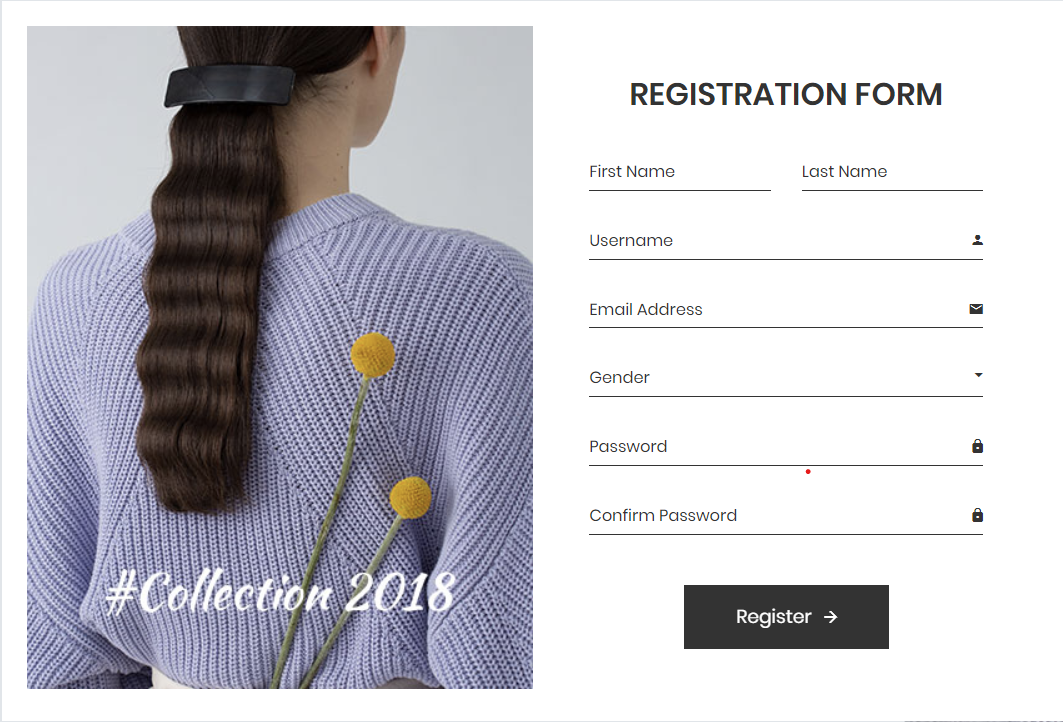 REGISTRATION FORM
First Name Last Name
Username
Email Address
Gender
Password
Confirm Password
Register
#Collection 2018